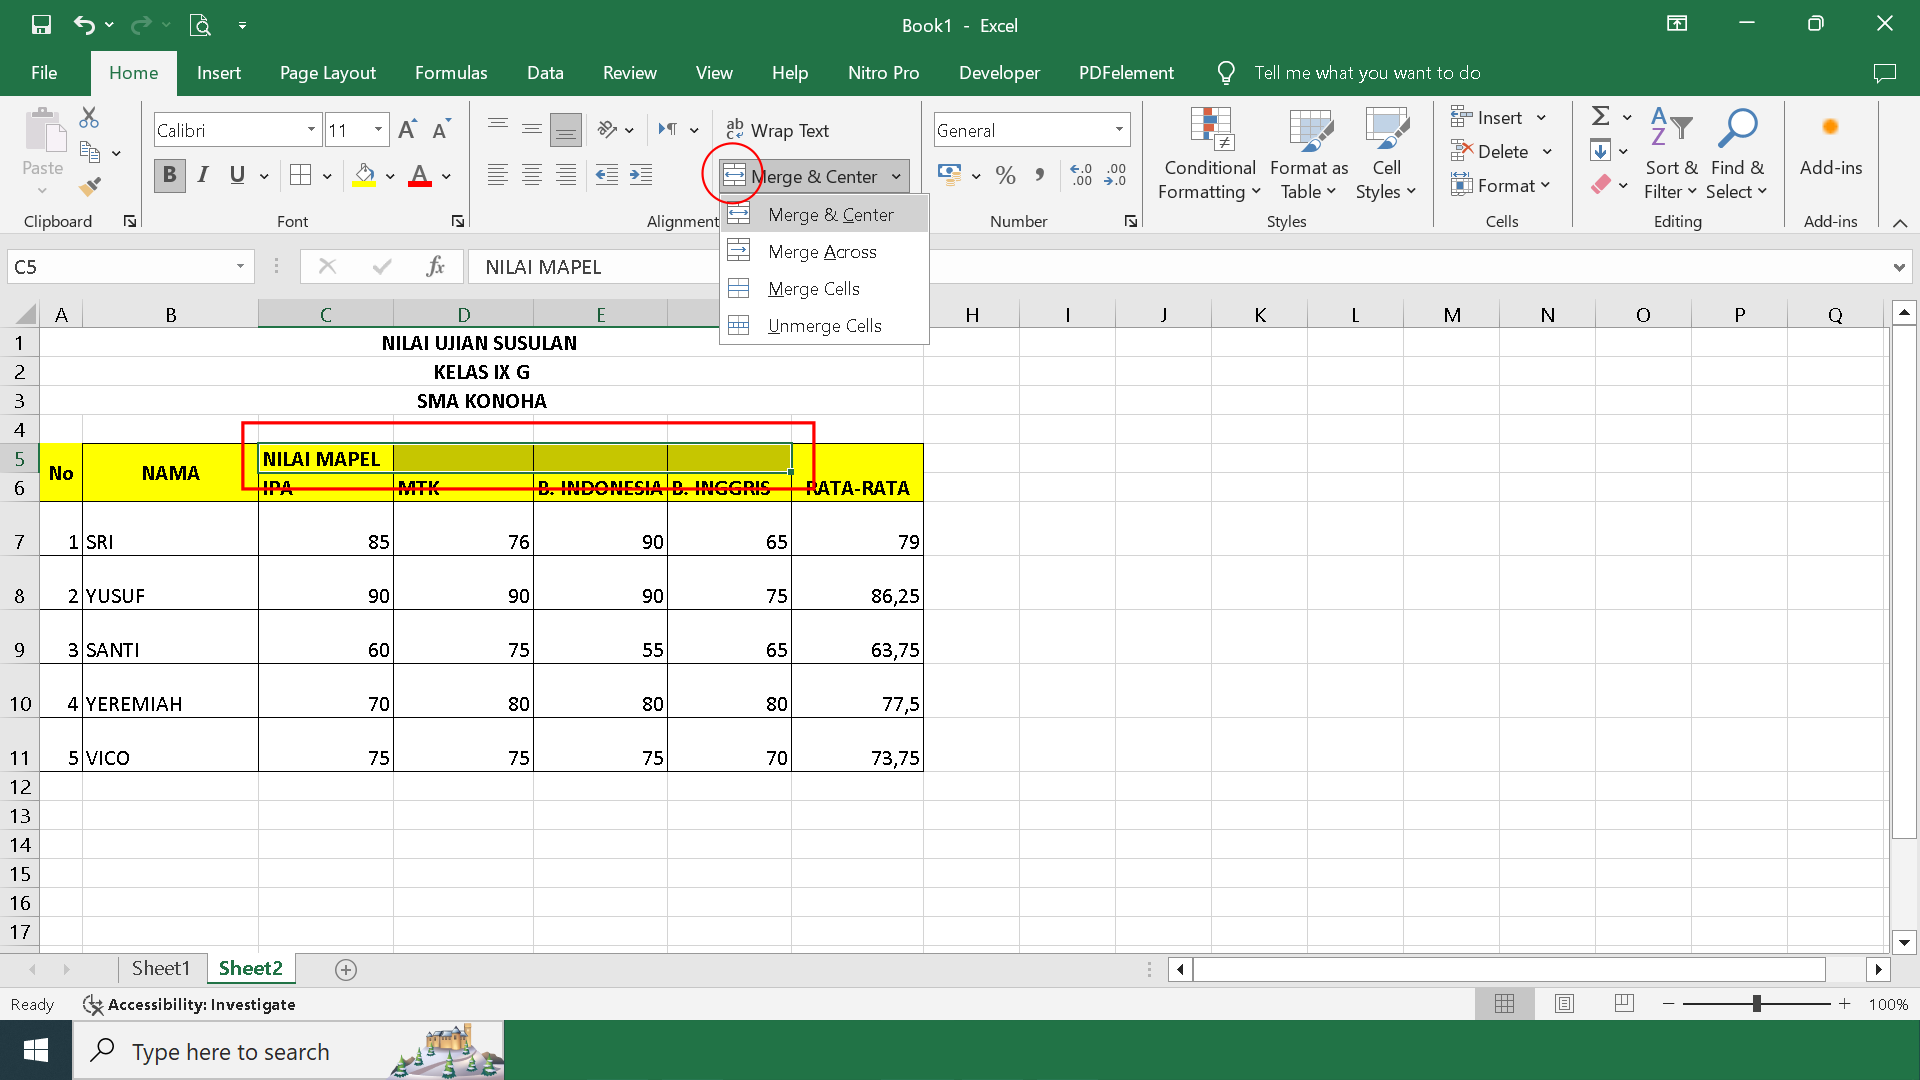 Book1 - Excel
File Home Insert Page Layout Formulas Data Review View Help Nitro Pro Developer PDFelement Tell me what you want to do
Paste
Clipboard
Calibri 11
B I U
Font
Wrap Text
Merge & Center
Alignment
Merge & Center
Merge Across
Merge Cells
Unmerge Cells
General
Number
Conditional Formatting
Format as Table
Cell Styles
Styles
Insert
Delete
Format
Cells
Sort & Filter
Find & Select
Editing
Add-ins
Add-ins
C5 fx NILAI MAPEL
A B C D E H I J K L M N O P Q
1 NILAI UJIAN SUSULAN
2 KELAS IX G
3 SMA KONOHA
4
5 No NAMA NILAI MAPEL
6 IPA MTK B. INDONESIA B. INGGRIS RATA-RATA
7 1 SRI 85 76 90 65 79
8 2 YUSUF 90 90 90 75 86,25
9 3 SANTI 60 75 55 65 63,75
10 4 YEREMIAH 70 80 80 80 77,5
11 5 VICO 75 75 75 70 73,75
12
13
14
15
16
17
Sheet1 Sheet2
Ready Accessibility: Investigate 100%
Type here to search